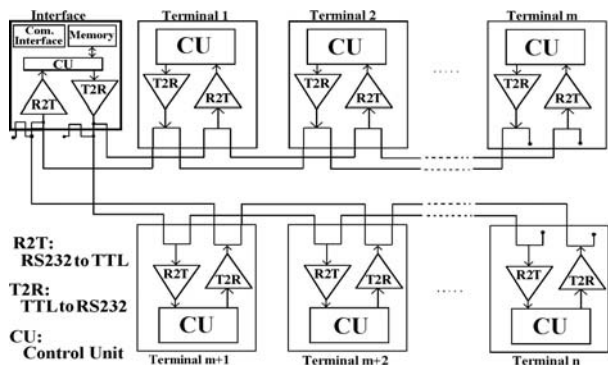 Interface
Terminal 1
Terminal 2
Terminal m
Com. Interface
Memory
CU
R2T
T2R
CU
T2R
R2T
CU
T2R
R2T
CU
T2R
R2T
R2T:
RS232 to TTL
T2R:
TTL to RS232
CU:
Control Unit
R2T
T2R
CU
R2T
T2R
CU
R2T
T2R
CU
Terminal m+1
Terminal m+2
Terminal n